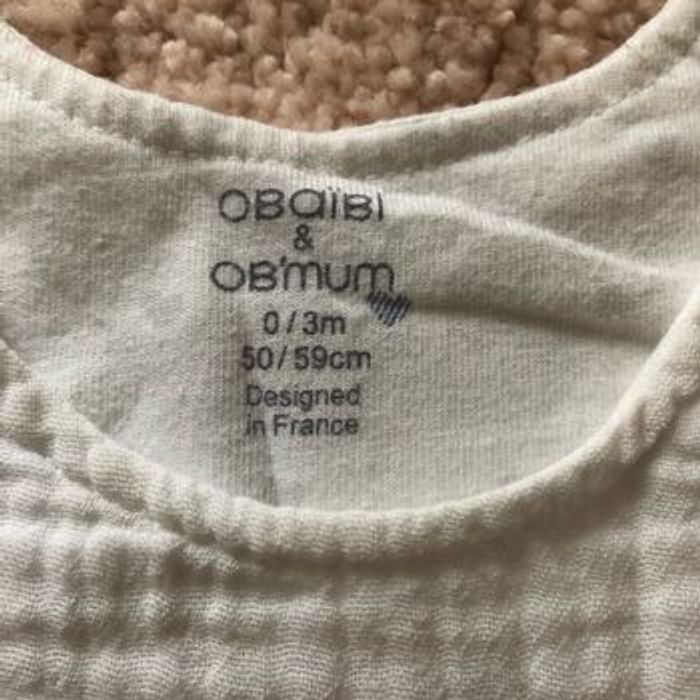 OBaïBI
&
OB'mum
0/3m
50/59cm
Designed
in France